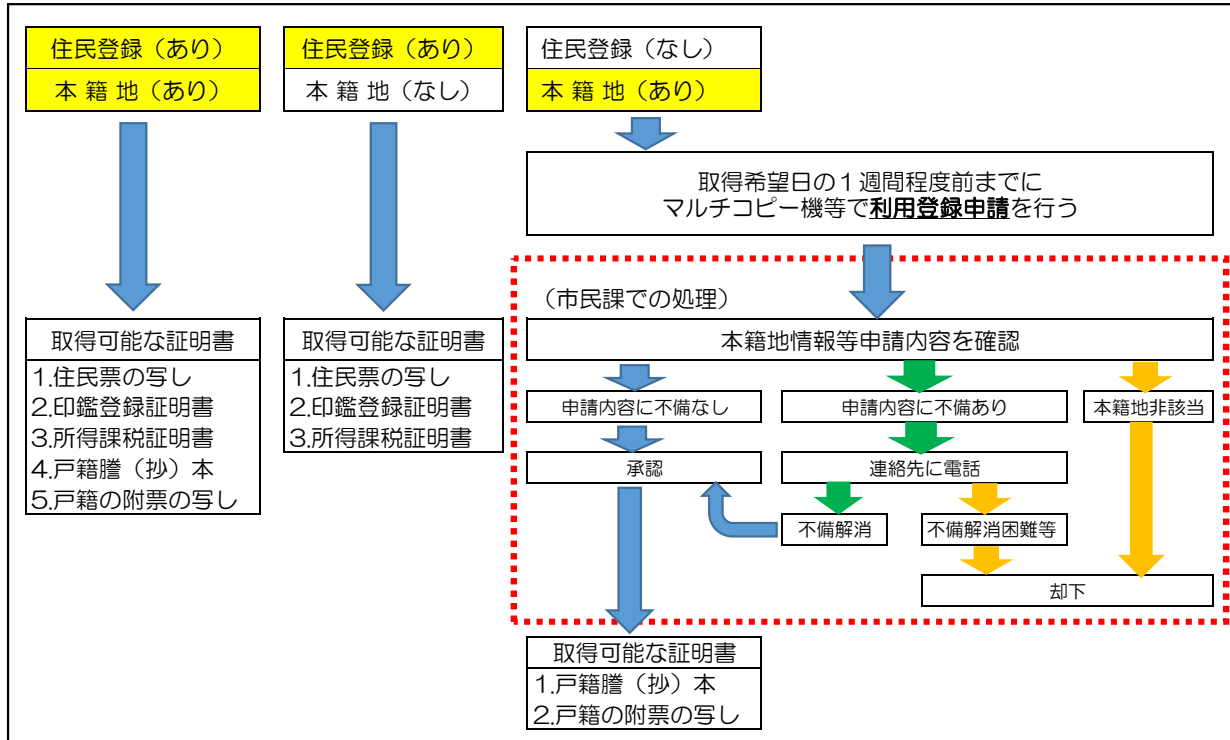 住民登録（あり）
本 籍 地（あり）
取得可能な証明書
1.住民票の写し
2.印鑑登録証明書
3.所得課税証明書
4.戸籍謄（抄）本
5.戸籍の附票の写し
住民登録（あり）
本 籍 地（なし）
取得可能な証明書
1.住民票の写し
2.印鑑登録証明書
3.所得課税証明書
住民登録（なし）
本 籍 地（あり）
取得希望日の１週間程度前までに
マルチコピー機等で利用登録申請を行う
（市民課での処理）
本籍地情報等申請内容を確認
申請内容に不備なし
申請内容に不備あり
本籍地非該当
承認
連絡先に電話
不備解消
不備解消困難等
却下
取得可能な証明書
1.戸籍謄（抄）本
2.戸籍の附票の写し